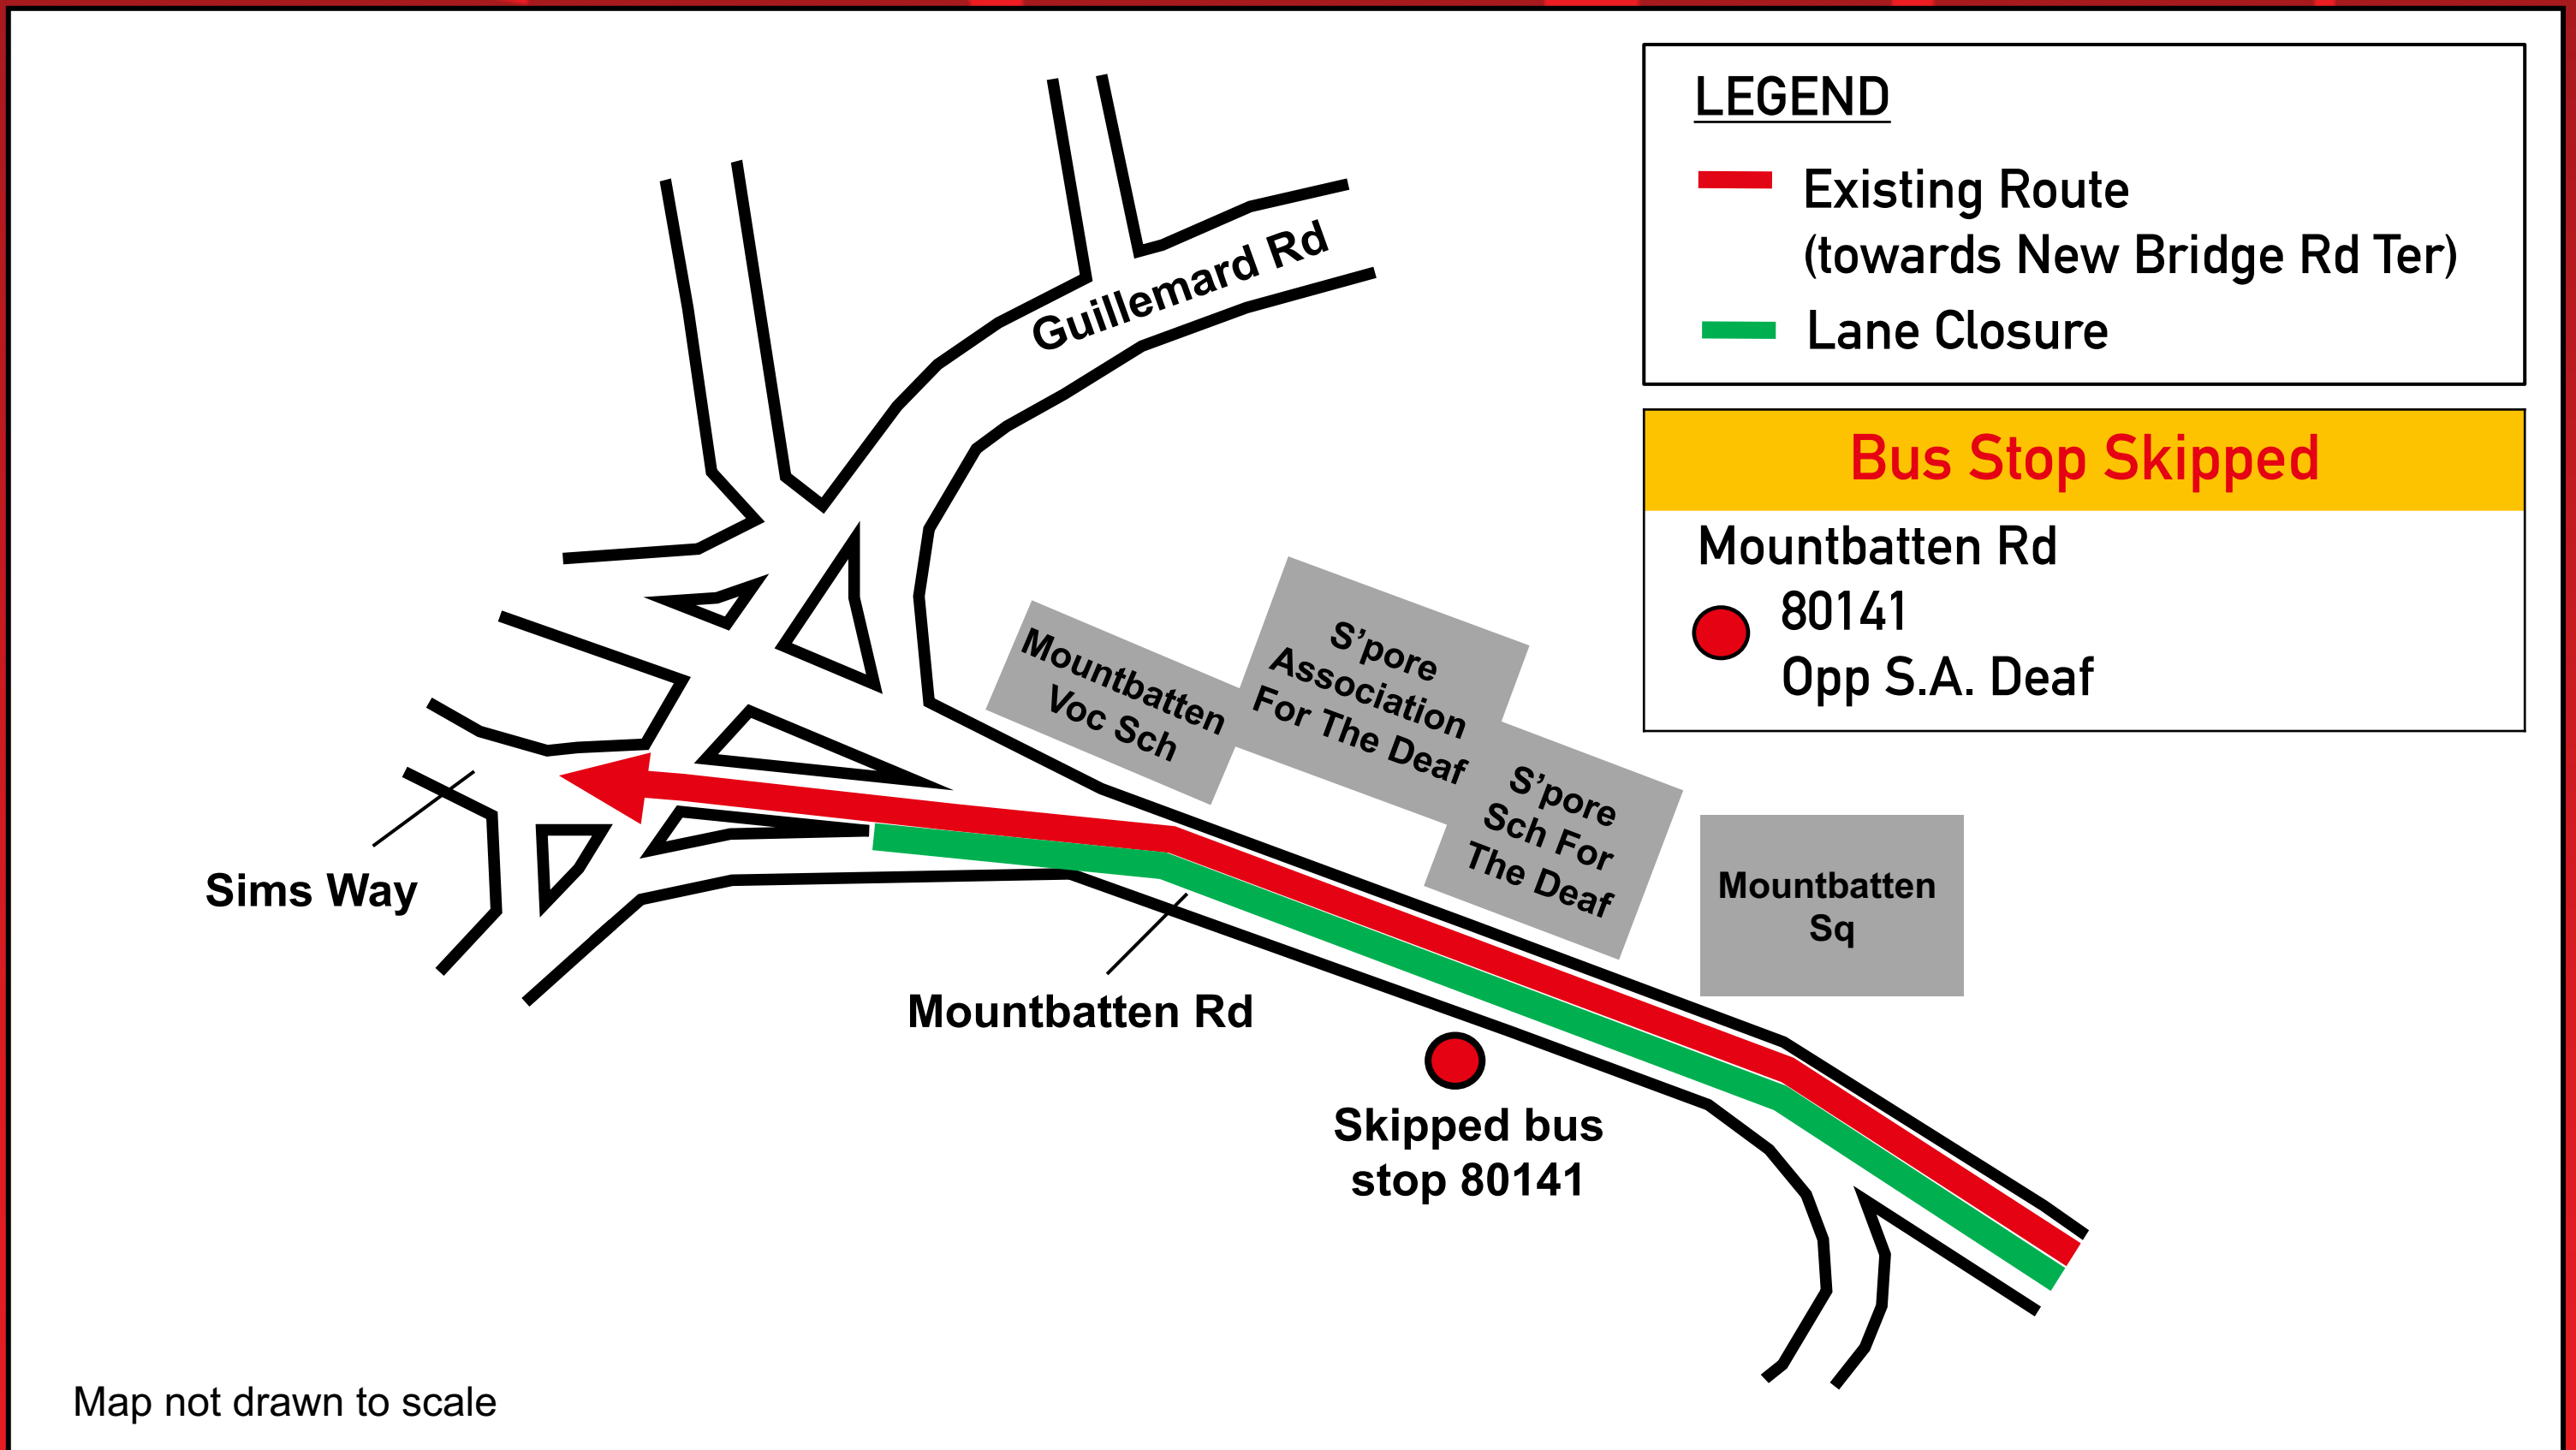 LEGEND
Existing Route
(towards New Bridge Rd Ter)
Lane Closure
Bus Stop Skipped
Mountbatten Rd
80141
Opp S.A. Deaf
Guillemard Rd
Mountbatten
Voc Sch
S’pore
Association
For The Deaf
S’pore
Sch For
The Deaf
Mountbatten
Sq
Sims Way
Mountbatten Rd
Skipped bus
stop 80141
Map not drawn to scale